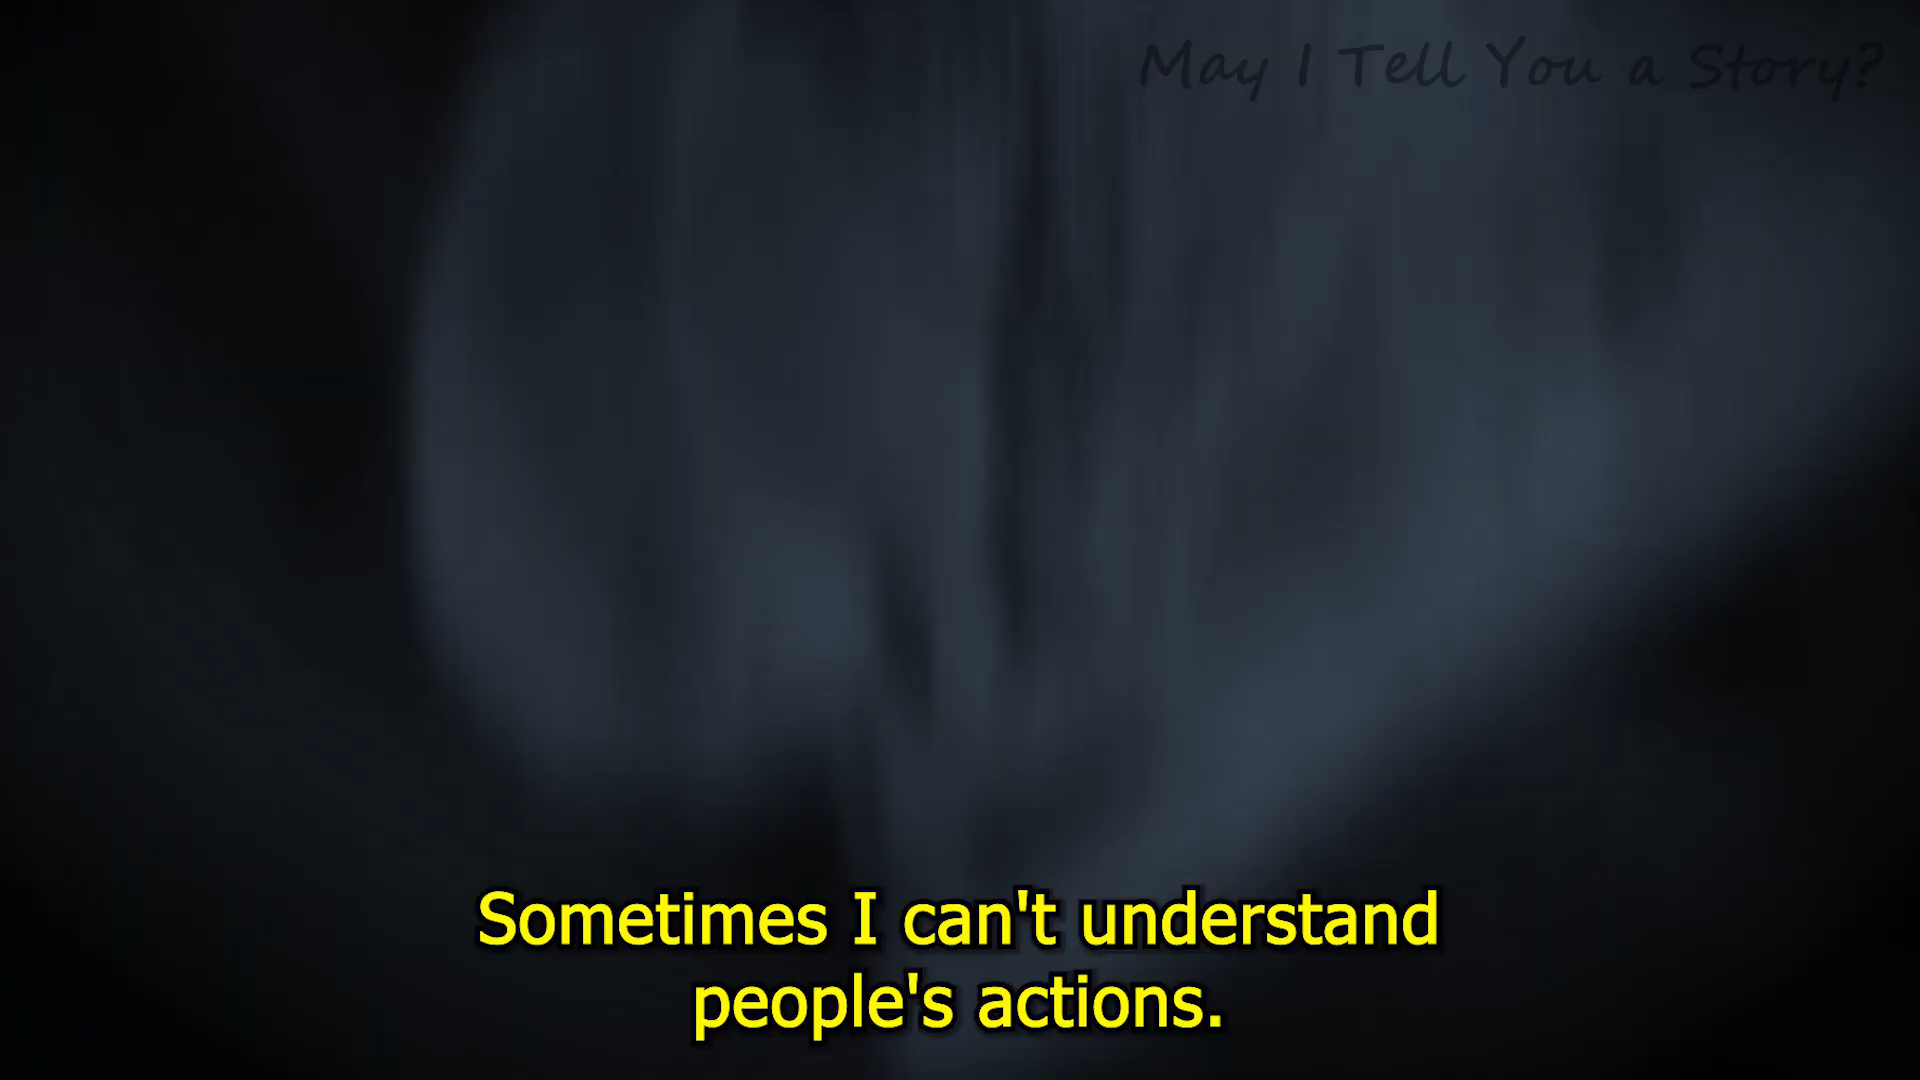 May I Tell You a Story?
Sometimes I can't understand
people's actions.